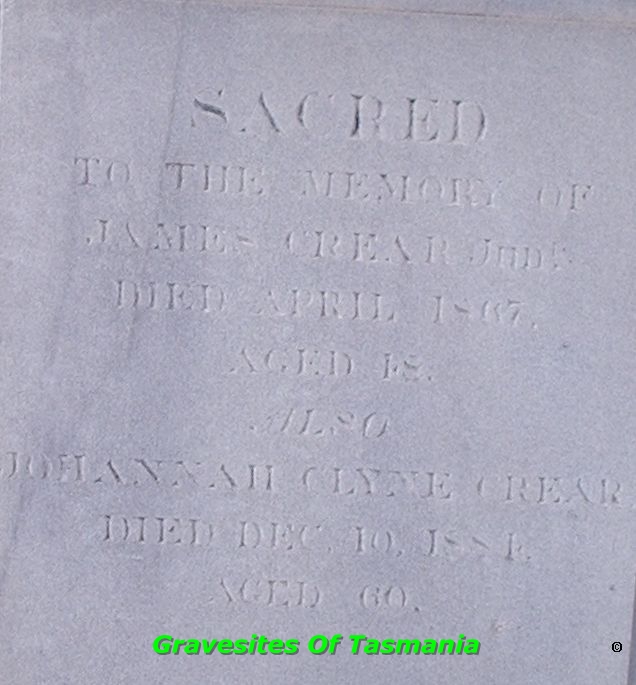 SACRED
TO THE MEMORY OF
JAMES CREAR Junr.
DIED APRIL 1867.
AGED 18.
ALSO
JOHANNAH CLYNE CREAR
DIED DEC. 10, 1884.
AGED 60.
Gravesites Of Tasmania ©